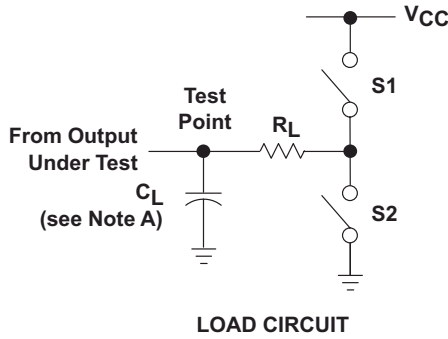 VCC
S1
Test
Point
RL
From Output
Under Test
CL
(see Note A)
S2
LOAD CIRCUIT